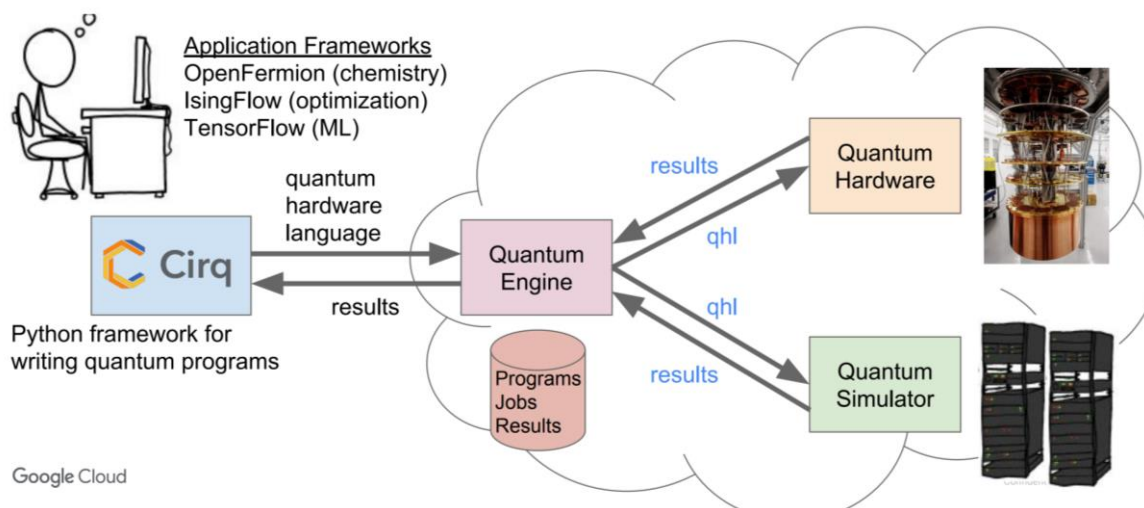 Application Frameworks
OpenFermion (chemistry)
IsingFlow (optimization)
TensorFlow (ML)
quantum
hardware
language
Cirq
results
Python framework for
writing quantum programs
Quantum
Engine
Programs
Jobs
Results
results
qhl
qhl
results
Quantum
Hardware
Quantum
Simulator
Google Cloud